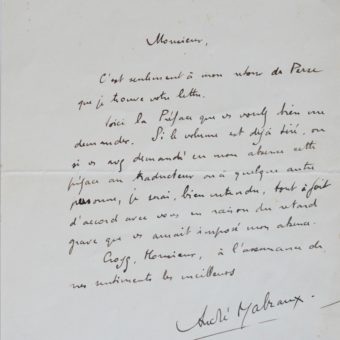 Monsieur,
C'est seulement à mon retour de Perse
que je trouve votre lettre.
Voici la Préface que vous voulez bien me
demander. Si le volume est déjà tiré, ou
si vous avez demandé en mon absence cette
préface au traducteur ou à quelque autre
personne, je serai, bien entendu, tout à fait
d'accord avec vous en raison du retard
grave que vous aurait imposé mon absence.
Croyez, Monsieur, à l'assurance de
mes sentiments les meilleurs
André Malraux.